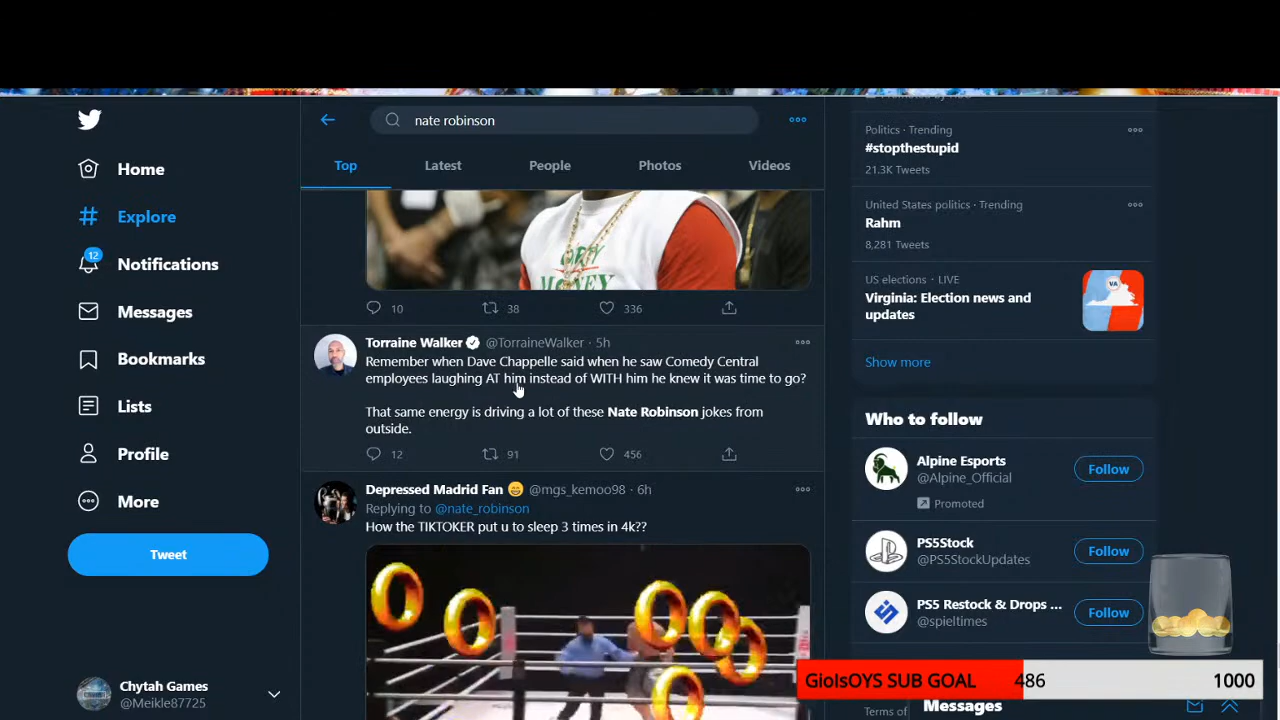 nate robinson
Top
Latest
People
Photos
Videos
Home
Explore
12
Notifications
Messages
Bookmarks
Lists
Profile
More
Tweet
Chytah Games
@Meikle87725
MONEY
10
38
336
Torraine Walker @TorraineWalker · 5h
Remember when Dave Chappelle said when he saw Comedy Central
employees laughing AT him instead of WITH him he knew it was time to go?
That same energy is driving a lot of these Nate Robinson jokes from
outside.
12
91
456
Depressed Madrid Fan 😄 @mgs_kemoo98 · 6h
Replying to @nate_robinson
How the TIKTOKER put u to sleep 3 times in 4k??
Politics · Trending
#stopthestupid
21.3K Tweets
United states politics · Trending
Rahm
8,281 Tweets
US elections · LIVE
Virginia: Election news and
updates
VA
Show more
Who to follow
Alpine Esports
@Alpine_Official
Promoted
Follow
PS5Stock
@PS5StockUpdates
Follow
PS5 Restock & Drops ...
@spieltimes
Follow
GioIsOYS SUB GOAL 486 1000
Terms of
Messages